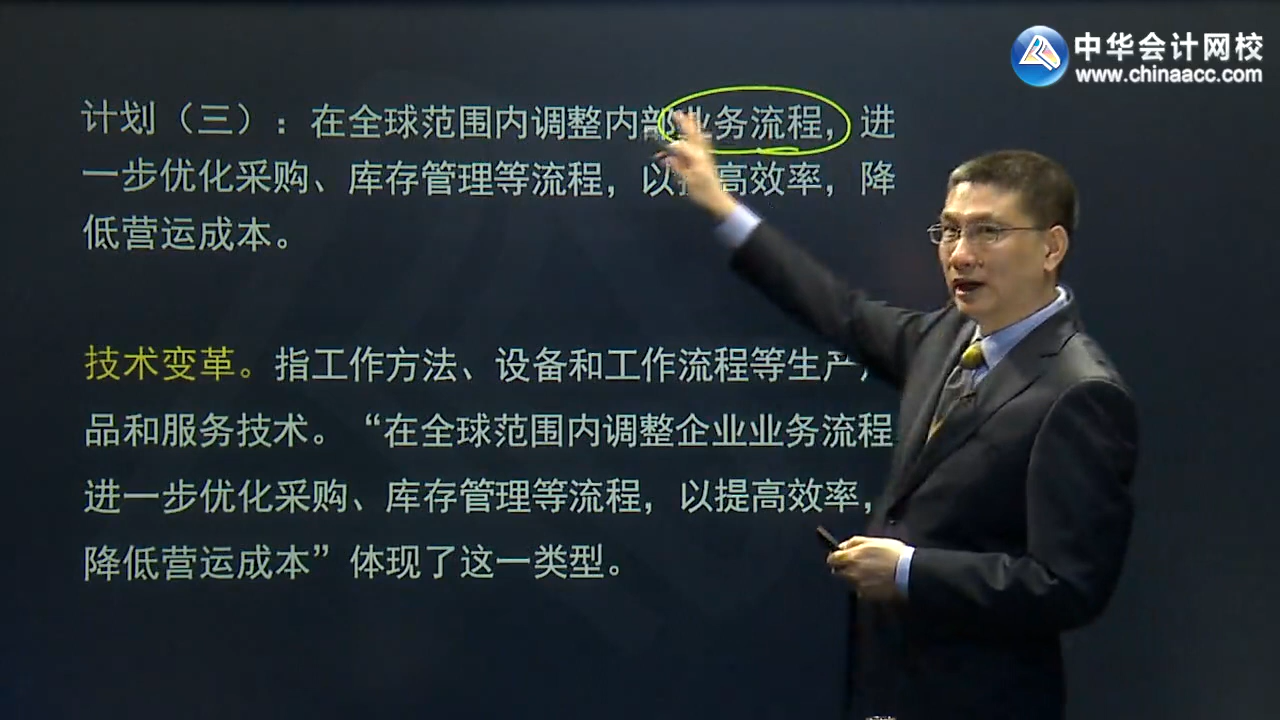 中华会计网校
www.chinaacc.com
计划（三）：在全球范围内调整内部业务流程，进
一步优化采购、库存管理等流程，以提高效率，降
低营运成本。
技术变革。指工作方法、设备和工作流程等生产产
品和服务技术。“在全球范围内调整企业业务流程
进一步优化采购、库存管理等流程，以提高效率，
降低营运成本”体现了这一类型。